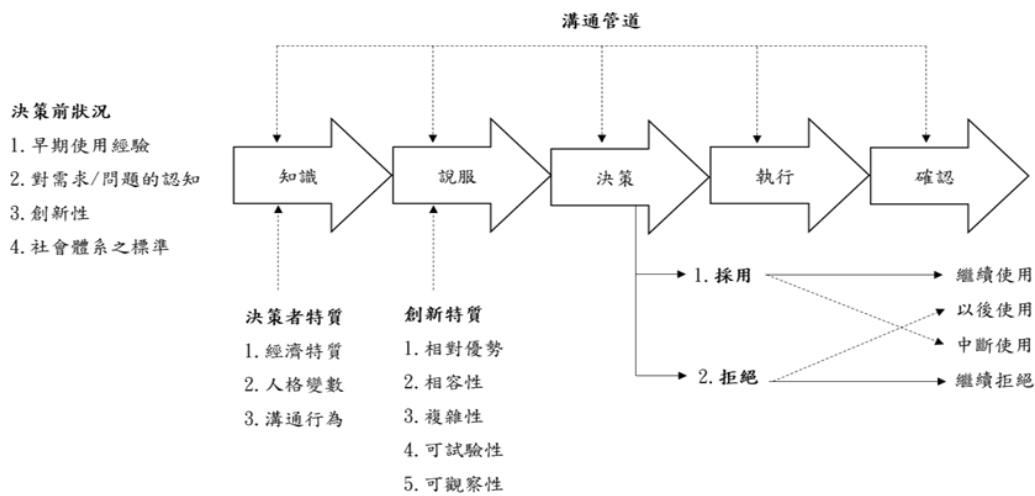 溝通管道
決策前狀況
1.早期使用經驗
2.對需求/問題的認知
3.創新性
4.社會體系之標準
知識
說服
決策
執行
確認
決策者特質
1.經濟特質
2.人格變數
3.溝通行為
創新特質
1.相對優勢
2.相容性
3.複雜性
4.可試驗性
5.可觀察性
1.採用
2.拒絕
繼續使用
以後使用
中斷使用
繼續拒絕